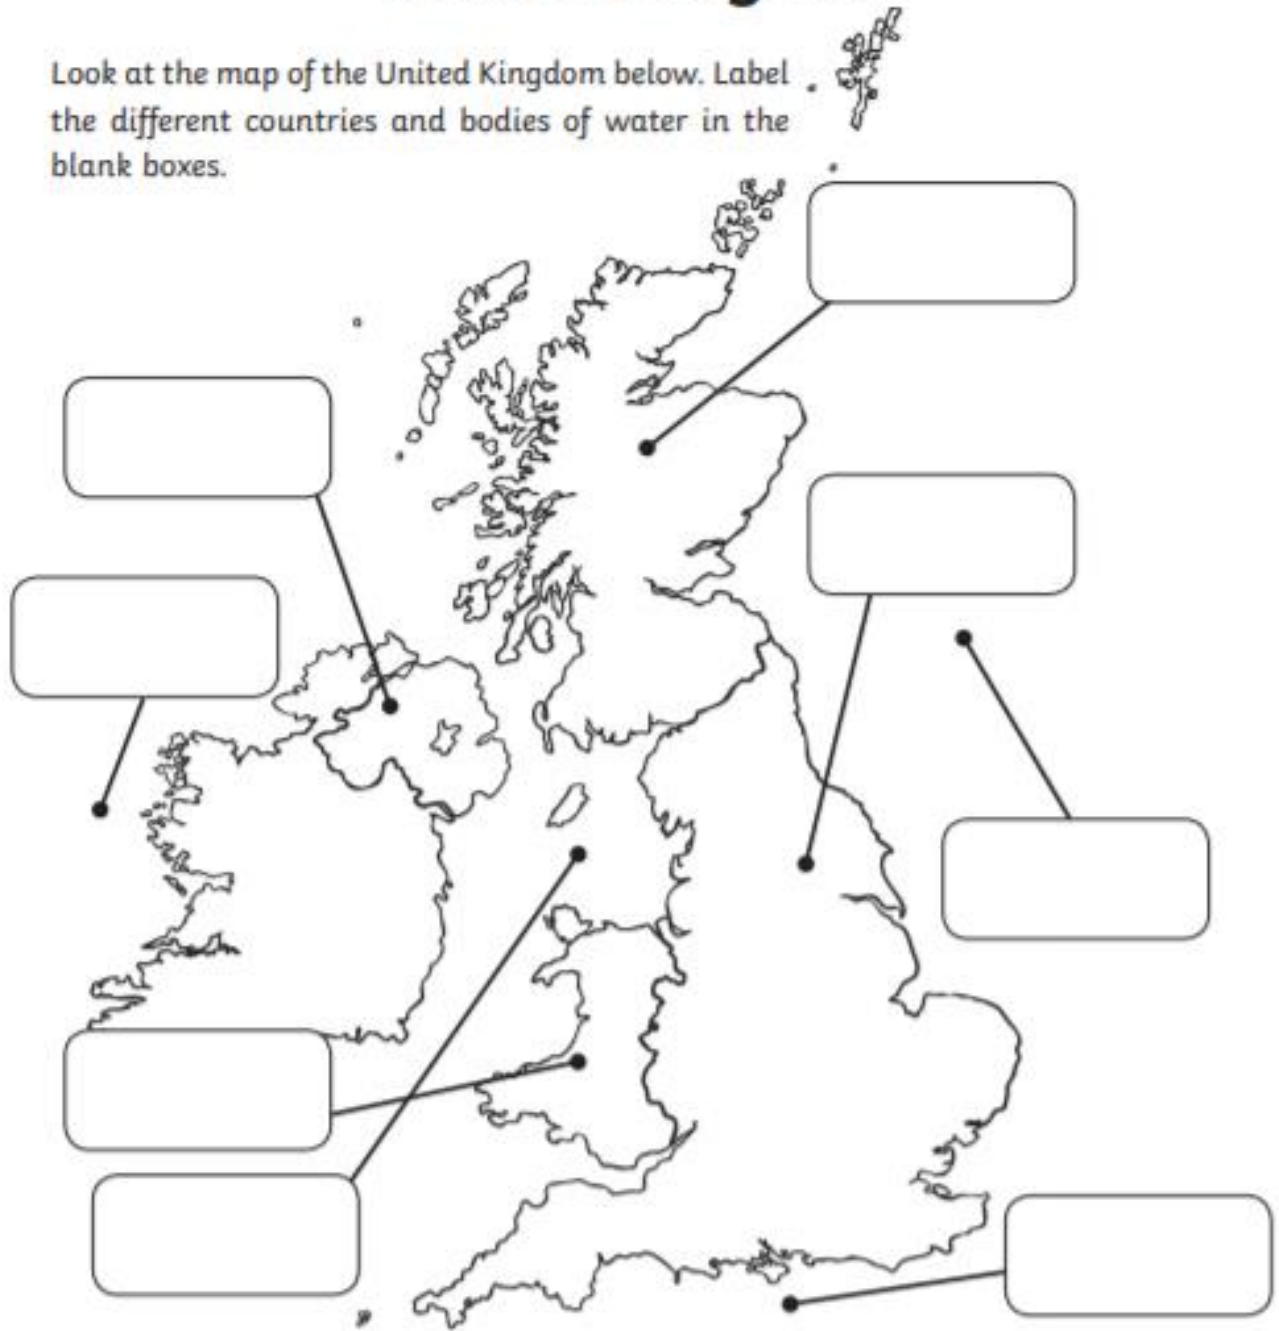 Look at the map of the United Kingdom below. Label
the different countries and bodies of water in the
blank boxes.